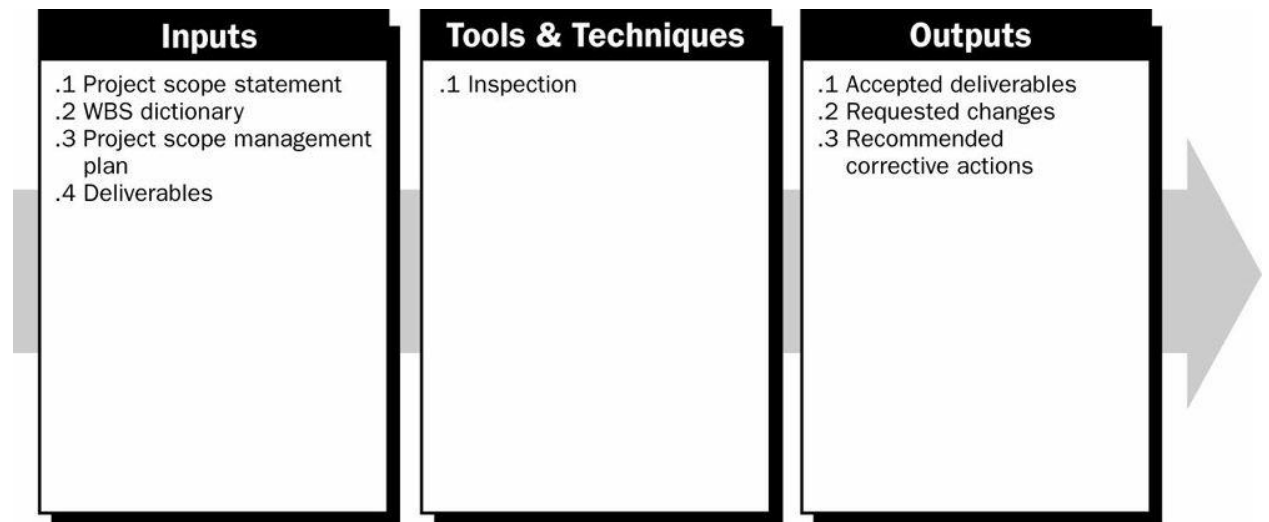 Inputs
.1 Project scope statement
.2 WBS dictionary
.3 Project scope management
plan
.4 Deliverables
Tools & Techniques
.1 Inspection
Outputs
.1 Accepted deliverables
.2 Requested changes
.3 Recommended
corrective actions